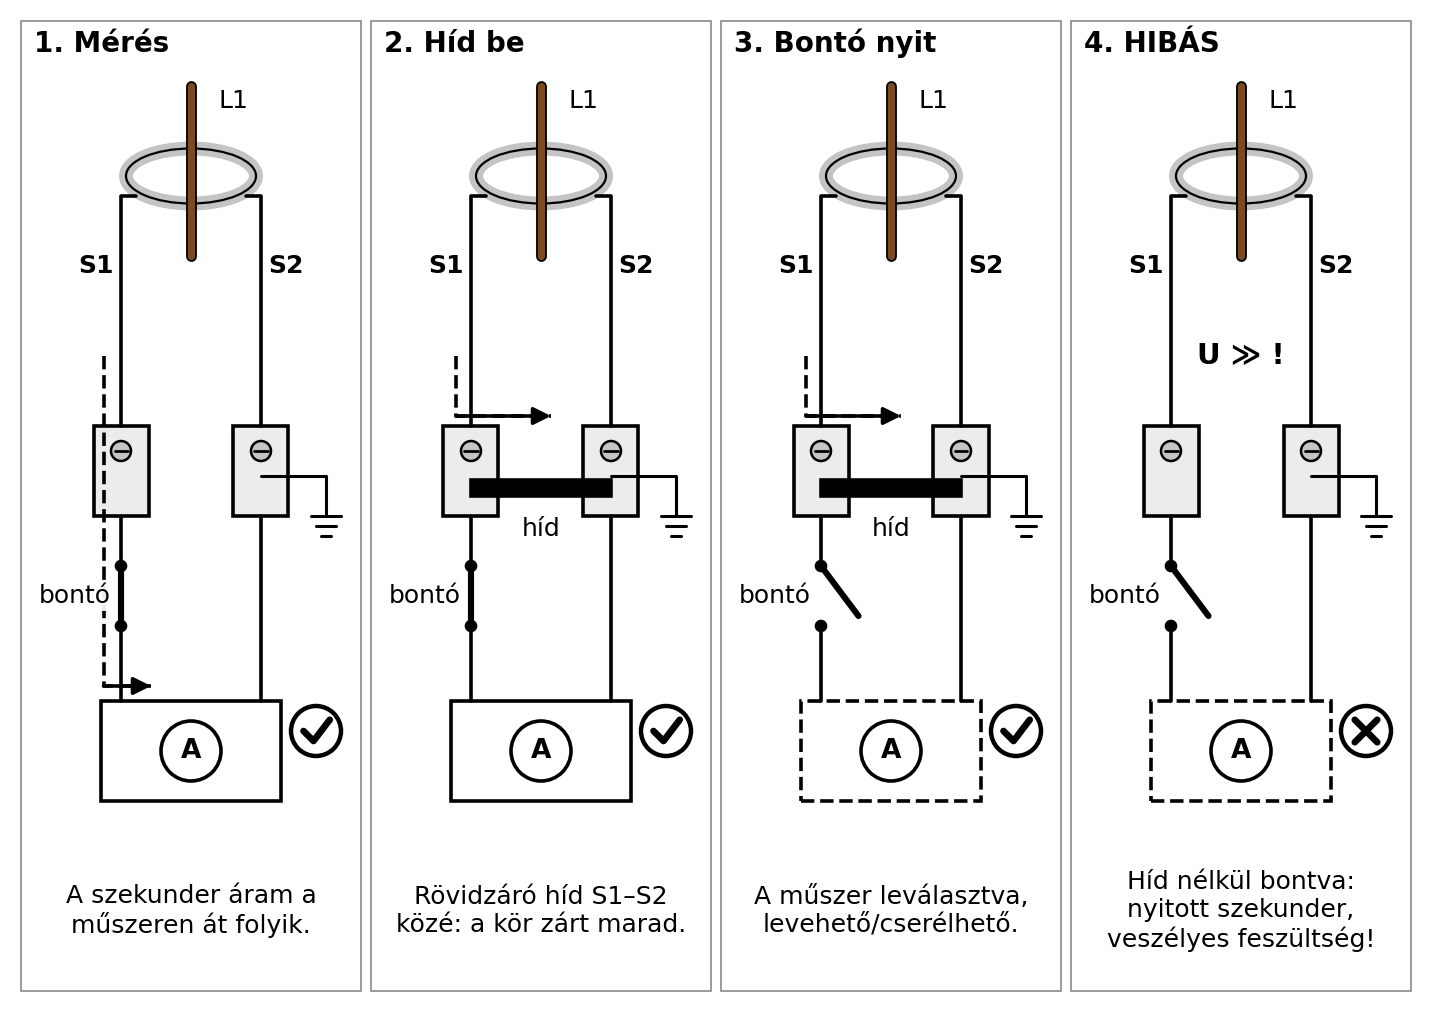 1. Mérés
L1
S1
S2
bontó
A
A szekunder áram a
műszeren át folyik.
2. Híd be
L1
S1
S2
híd
bontó
A
Rövidzáró híd S1–S2
közé: a kör zárt marad.
3. Bontó nyit
L1
S1
S2
híd
bontó
A
A műszer leválasztva,
levehető/cserélhető.
4. HIBÁS
L1
S1
S2
U ≫ !
bontó
A
Híd nélkül bontva:
nyitott szekunder,
veszélyes feszültség!